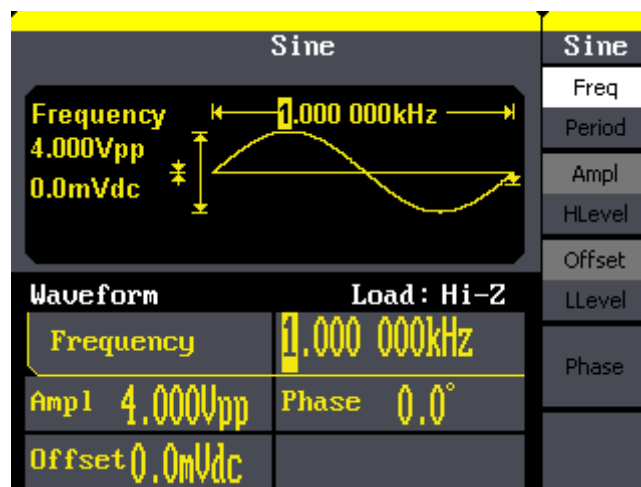 Sine
Frequency 1.000 000kHz
4.000Vpp
0.0mVdc
Waveform Load: Hi-Z
Frequency 1.000 000kHz
Ampl 4.000Vpp Phase 0.0°
Offset 0.0mVdc
Sine
Freq
Period
Ampl
HLevel
Offset
LLevel
Phase